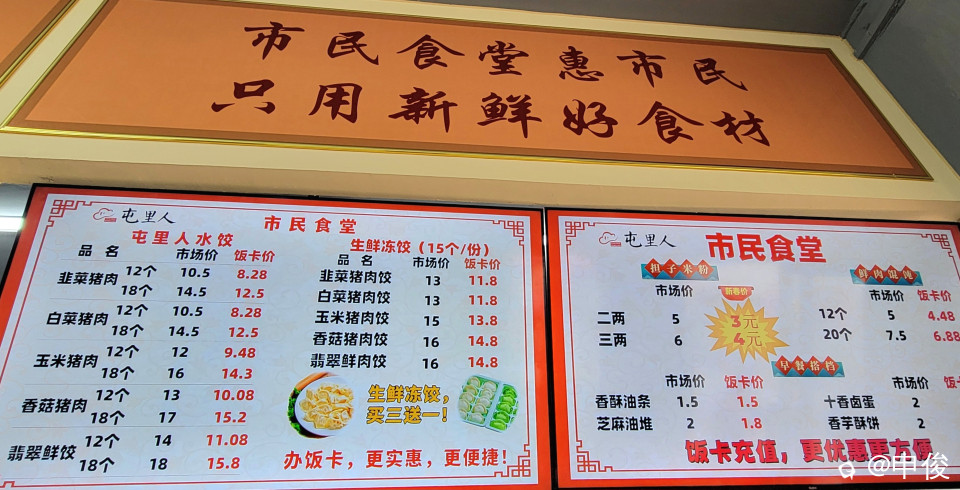 市民食堂惠市民
只用新鲜好食材
屯里人
市民食堂
屯里人水饺
品名 市场价 饭卡价
韭菜猪肉 12个 10.5 8.28
18个 14.5 12.5
白菜猪肉 12个 10.5 8.28
18个 14.5 12.5
玉米猪肉 12个 12 9.48
18个 16 14.3
香菇猪肉 12个 13 10.08
18个 17 15.2
翡翠鲜饺 12个 14 11.08
18个 18 15.8
生鲜冻饺（15个/份）
品名 市场价 饭卡价
韭菜猪肉饺 13 11.8
白菜猪肉饺 13 11.8
玉米猪肉饺 15 13.8
香菇猪肉饺 16 14.8
翡翠鲜肉饺 16 14.8
生鲜冻饺，
买三送一！
办饭卡，更实惠，更便捷！
屯里人
市民食堂
担子米粉
市场价 新春价
二两 5 3元
三两 6 4元
鲜肉馄饨
市场价 饭卡价
12个 5 4.48
20个 7.5 6.88
早餐搭档
市场价 饭卡价
香酥油条 1.5 1.5
芝麻油堆 2 1.8
市场价 饭卡
十香卤蛋 2
香芋酥饼 2
饭卡充值，更优惠更方便
@申俊